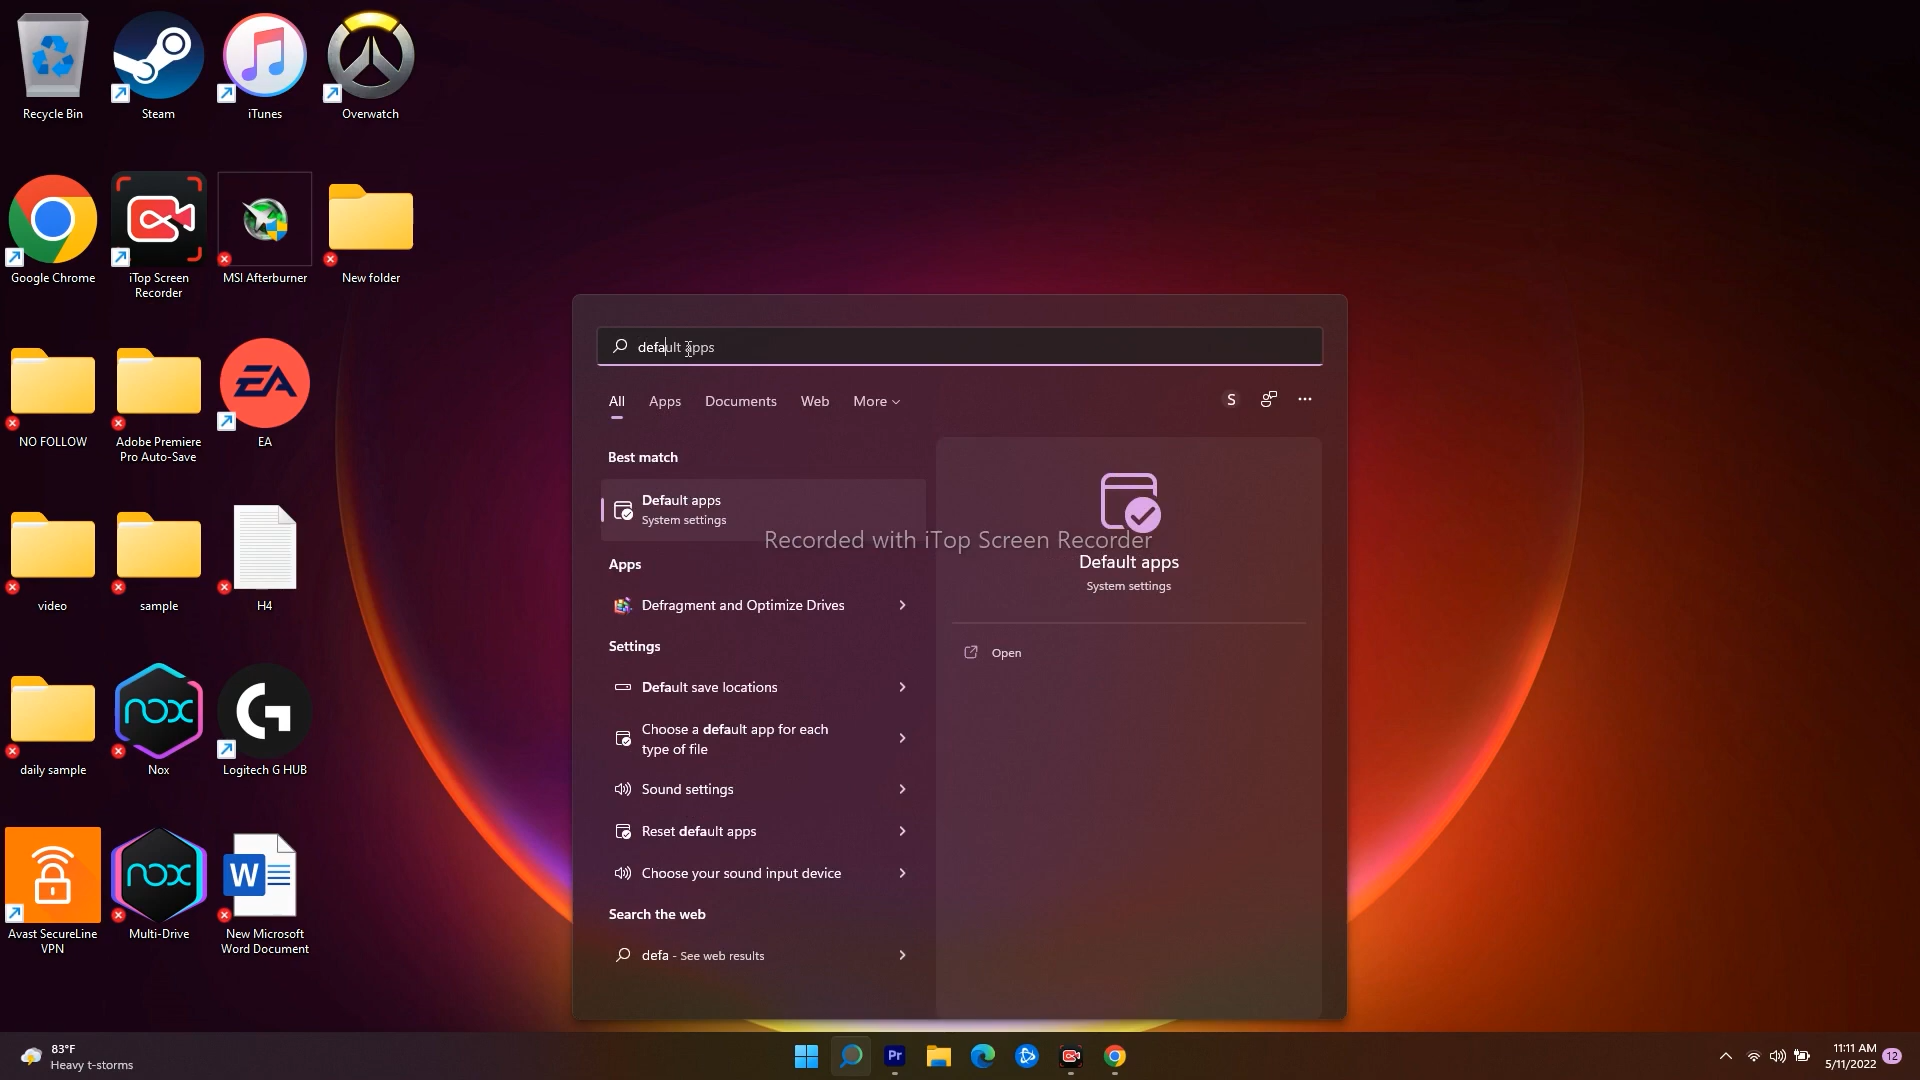 Recycle Bin
Steam
iTunes
Overwatch
Google Chrome
iTop Screen
Recorder
MSI Afterburner
New folder
NO FOLLOW
Adobe Premiere
Pro Auto-Save
EA
EA
video
sample
H4
daily sample
nox
Nox
G
Logitech G HUB
Avast SecureLine
VPN
nox
Multi-Drive
W
New Microsoft
Word Document
default apps
All
Apps
Documents
Web
More
S
Best match
Default apps
System settings
Apps
Defragment and Optimize Drives
Settings
Default save locations
Choose a default app for each
type of file
Sound settings
Reset default apps
Choose your sound input device
Search the web
defa - See web results
Recorded with iTop Screen Recorder
Default apps
System settings
Open
83°F
Heavy t-storms
Pr
11:11 AM
5/11/2022
12